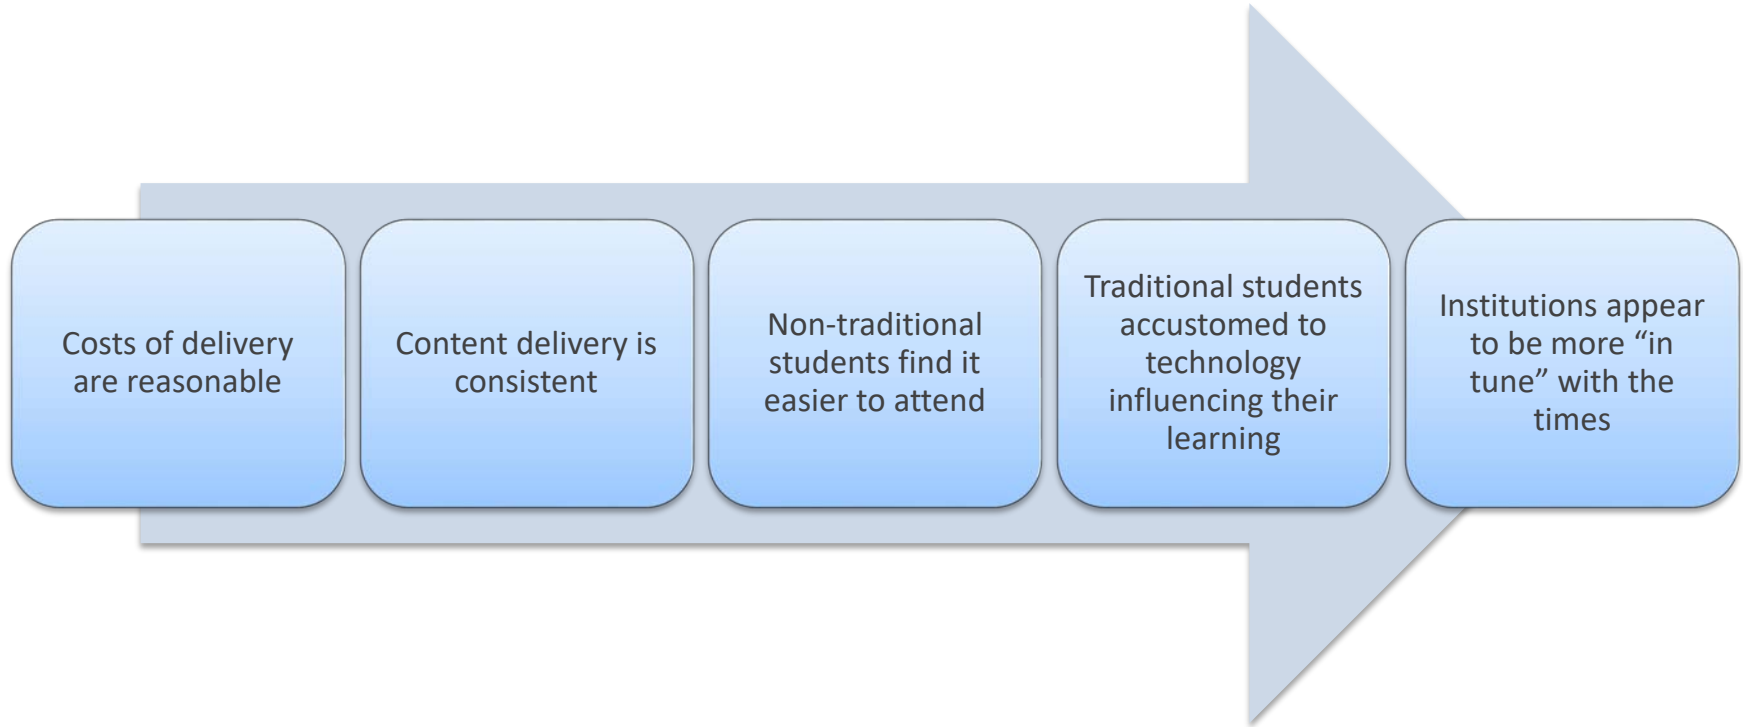 Costs of delivery
are reasonable
Content delivery is
consistent
Non-traditional
students find it
easier to attend
Traditional students
accustomed to
technology
influencing their
learning
Institutions appear
to be more “in
tune” with the
times